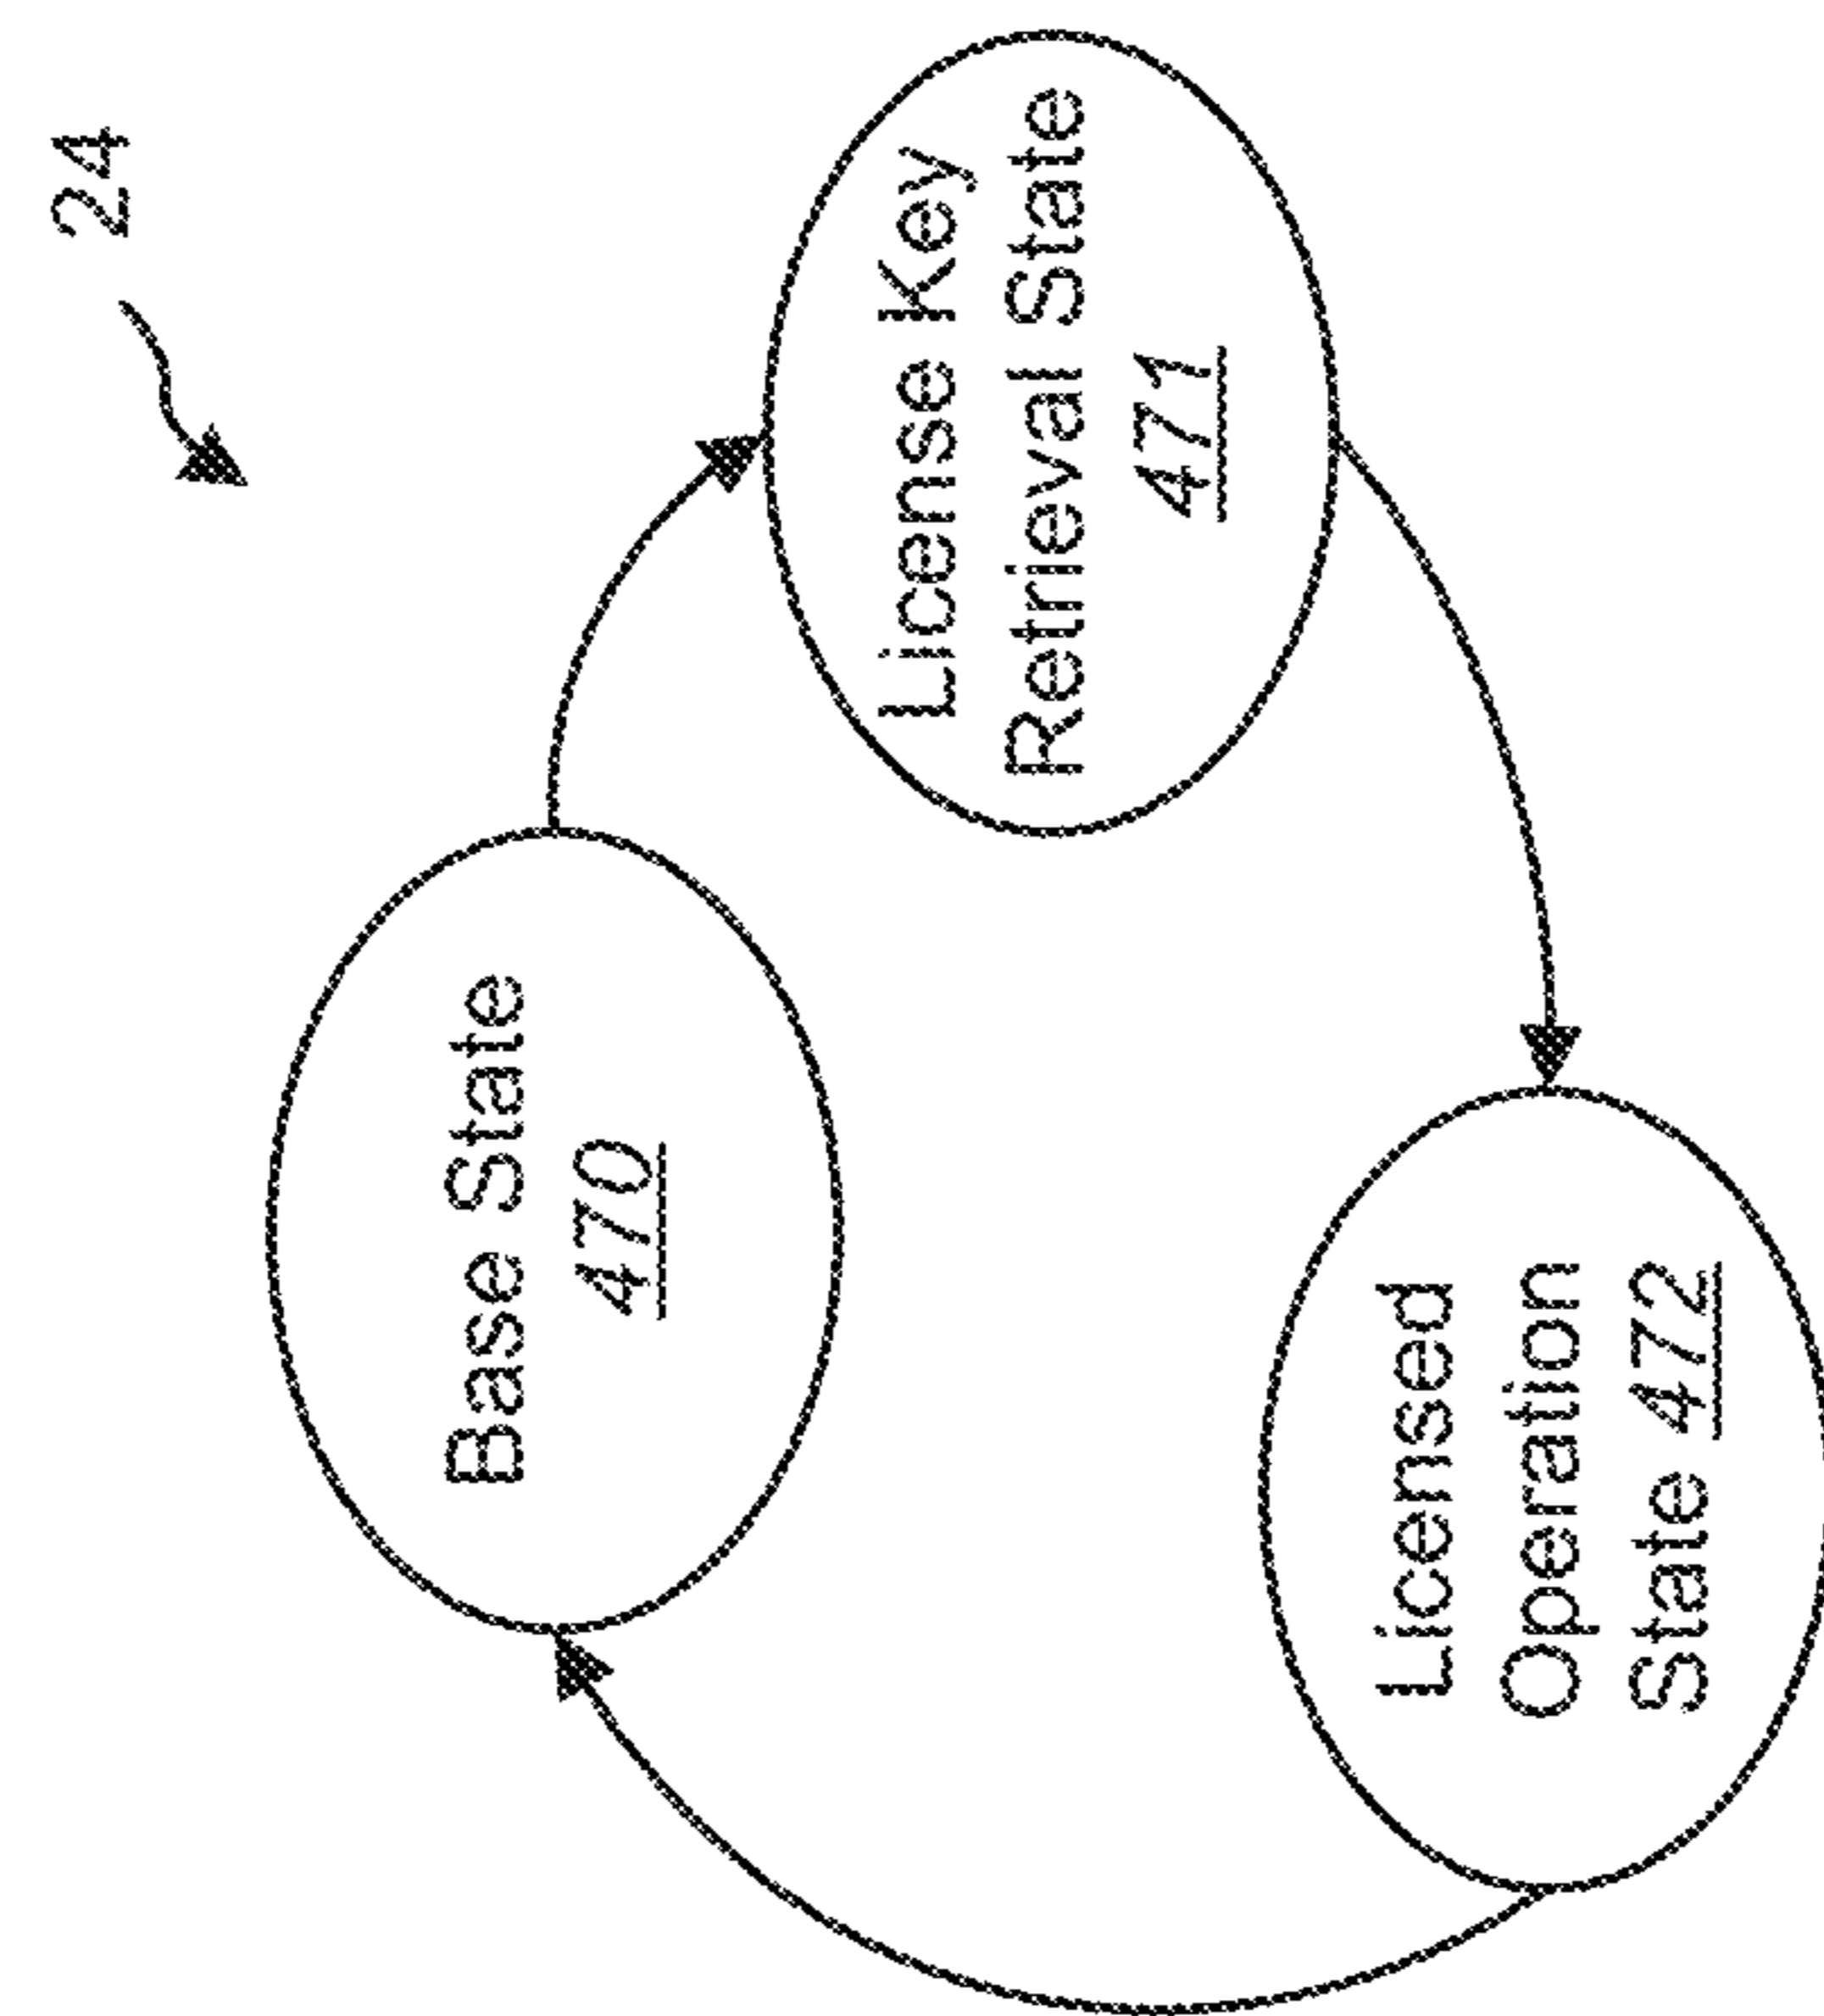 24
Base State
470
License Key
Retrieval State
471
Licensed
Operation
State 472